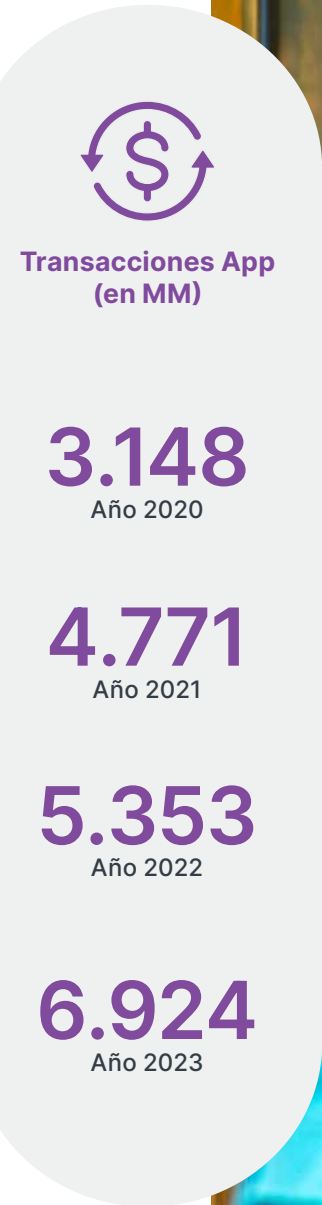 Transacciones App
(en MM)
3.148
Año 2020
4.771
Año 2021
5.353
Año 2022
6.924
Año 2023